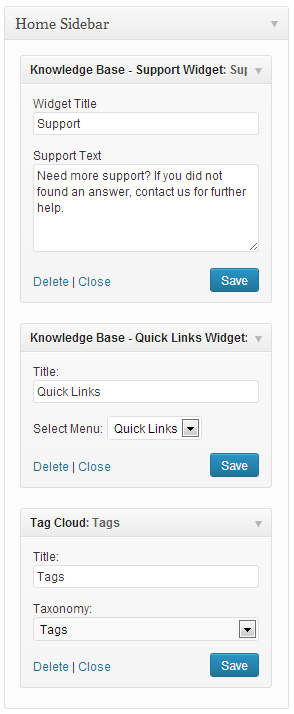 Home Sidebar
Knowledge Base - Support Widget: Sup
Widget Title
Support
Support Text
Need more support? If you did not
found an answer, contact us for further
help.
Delete | Close
Save
Knowledge Base - Quick Links Widget:
Title:
Quick Links
Select Menu: Quick Links
Delete | Close
Save
Tag Cloud: Tags
Title:
Tags
Taxonomy:
Tags
Delete | Close
Save